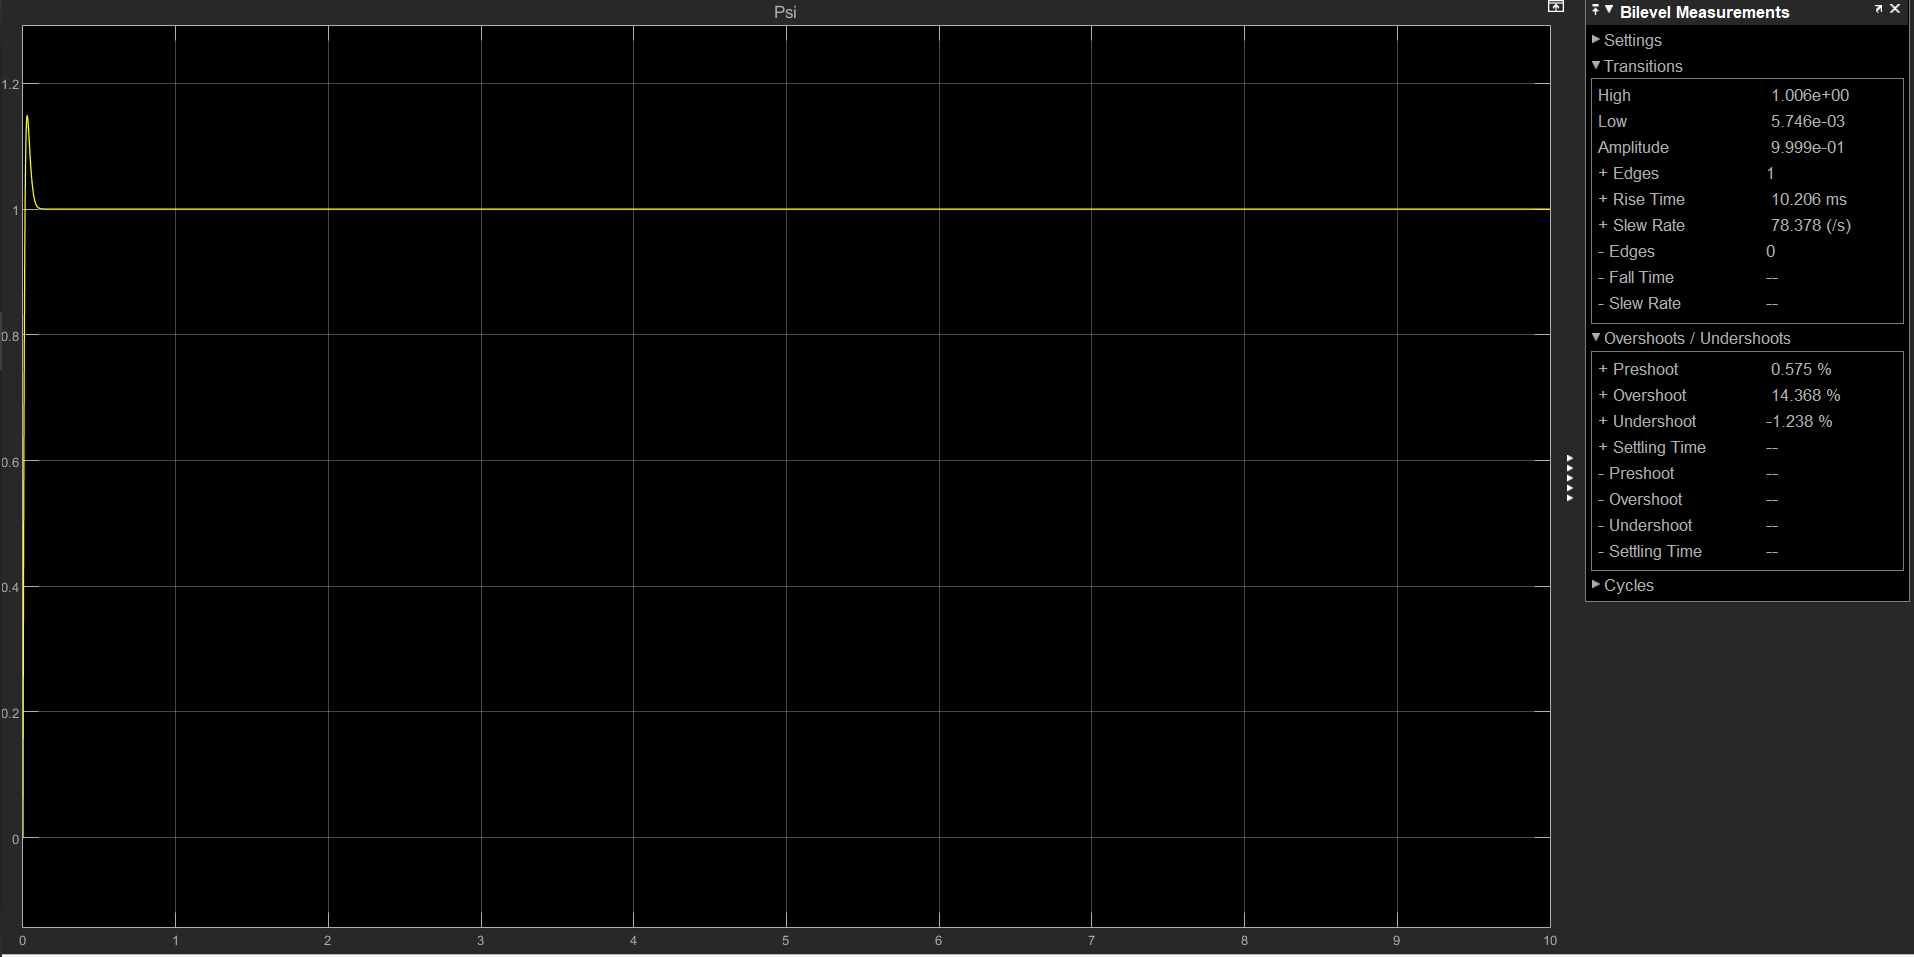 Psi
1.2
1
0.8
0.6
0.4
0.2
0
0 1 2 3 4 5 6 7 8 9 10
Bilevel Measurements
Settings
Transitions
High 1.006e+00
Low 5.746e-03
Amplitude 9.999e-01
+ Edges 1
+ Rise Time 10.206 ms
+ Slew Rate 78.378 (/s)
- Edges 0
- Fall Time --
- Slew Rate --
Overshoots / Undershoots
+ Preshoot 0.575 %
+ Overshoot 14.368 %
+ Undershoot -1.238 %
+ Settling Time --
- Preshoot --
- Overshoot --
- Undershoot --
- Settling Time --
Cycles